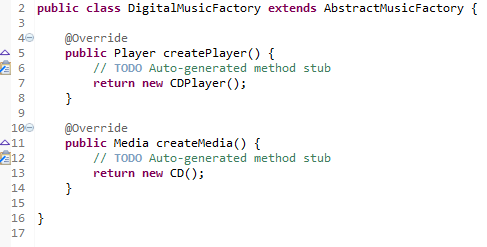 2 public class DigitalMusicFactory extends AbstractMusicFactory {
3
4 @Override
5 public Player createPlayer() {
6 // TODO Auto-generated method stub
7 return new CDPlayer();
8 }
9
10 @Override
11 public Media createMedia() {
12 // TODO Auto-generated method stub
13 return new CD();
14 }
15
16 }
17